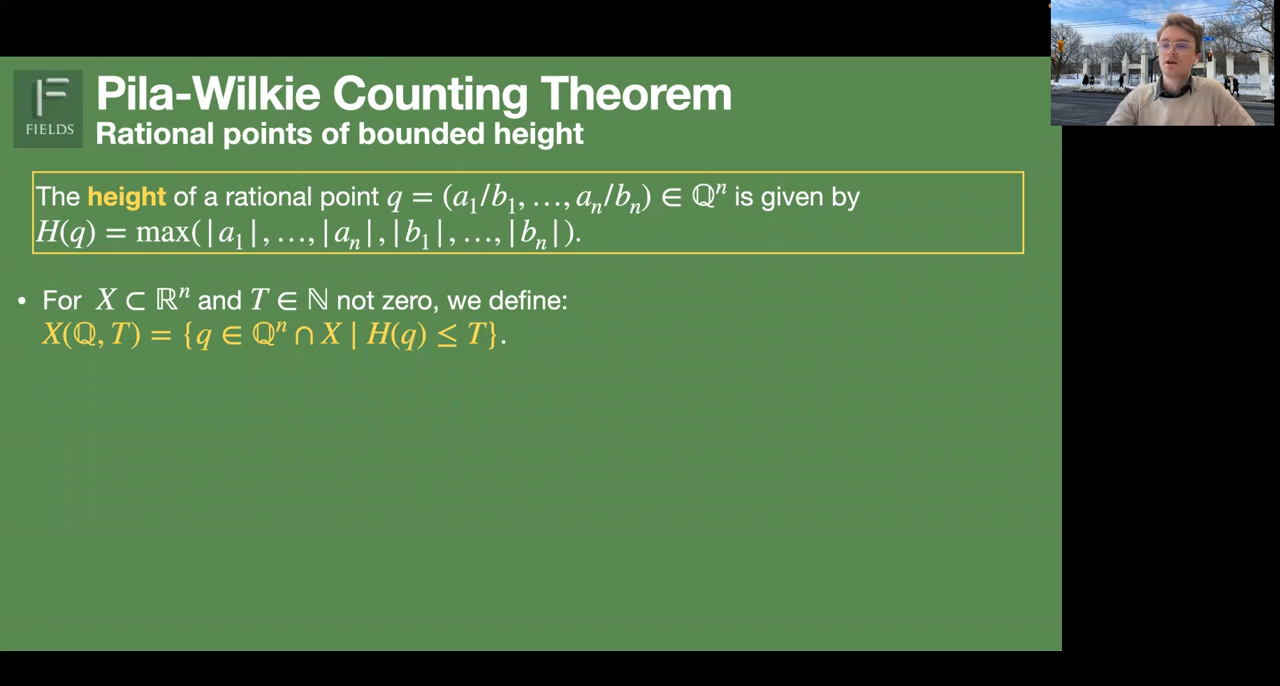 Pila-Wilkie Counting Theorem
Rational points of bounded height
FIELDS
The height of a rational point q = (a₁/b₁, …, aₙ/bₙ) ∈ ℚⁿ is given by
H(q) = max(|a₁|, …, |aₙ|, |b₁|, …, |bₙ|).
• For X ⊂ ℝⁿ and T ∈ ℕ not zero, we define:
X(ℚ, T) = {q ∈ ℚⁿ ∩ X | H(q) ≤ T}.